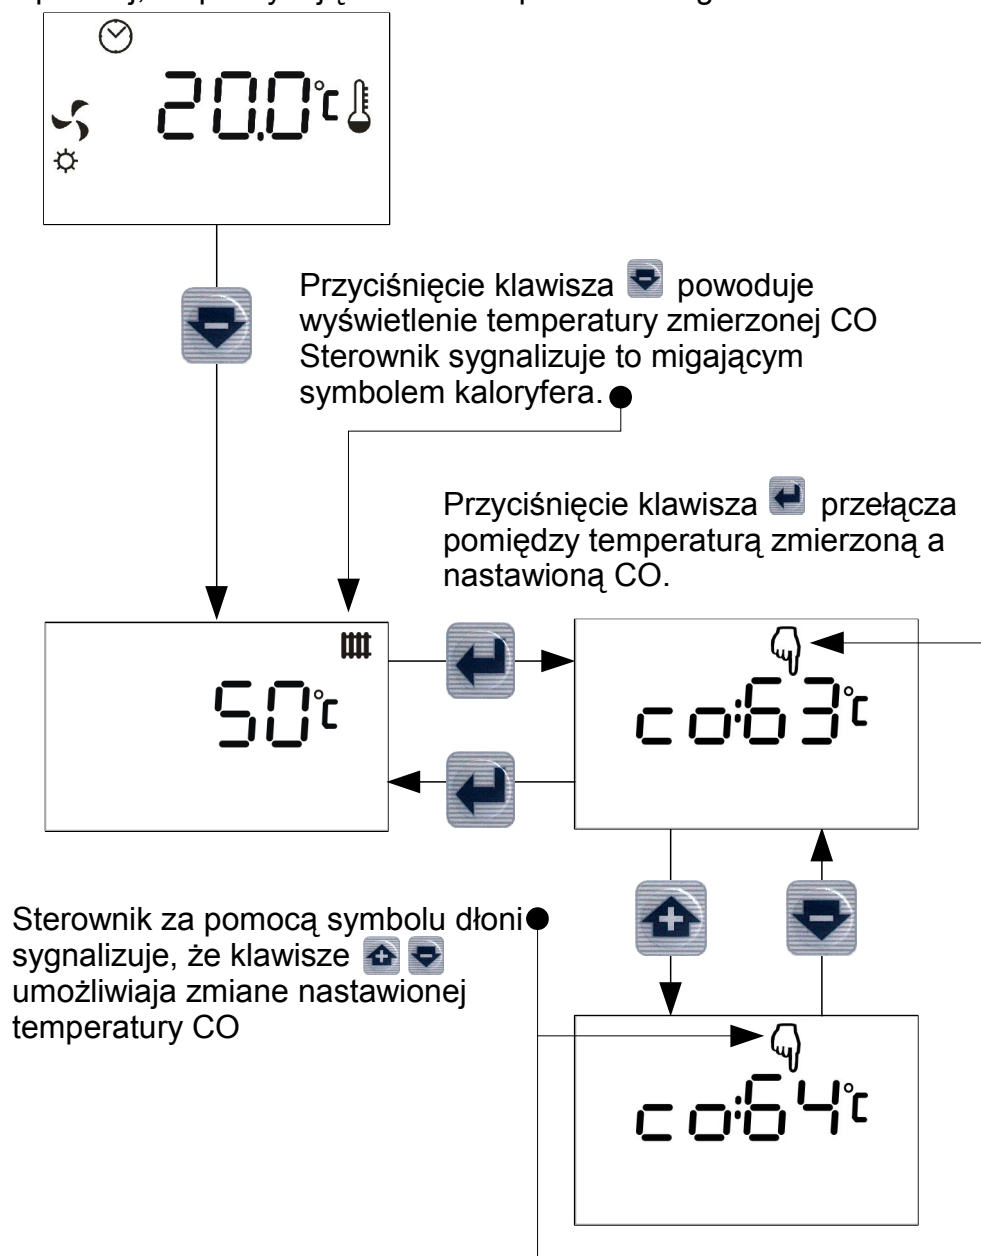 20.0°c
Przyciśnięcie klawisza powoduje
wyświetlenie temperatury zmierzonej CO
Sterownik sygnalizuje to migającym
symbolem kaloryfera.
Przyciśnięcie klawisza przełącza
pomiędzy temperaturą zmierzoną a
nastawioną CO.
50°c
co:63°c
Sterownik za pomocą symbolu dłoni
sygnalizuje, że klawisze
umożliwiaja zmiane nastawionej
temperatury CO
co:64°c